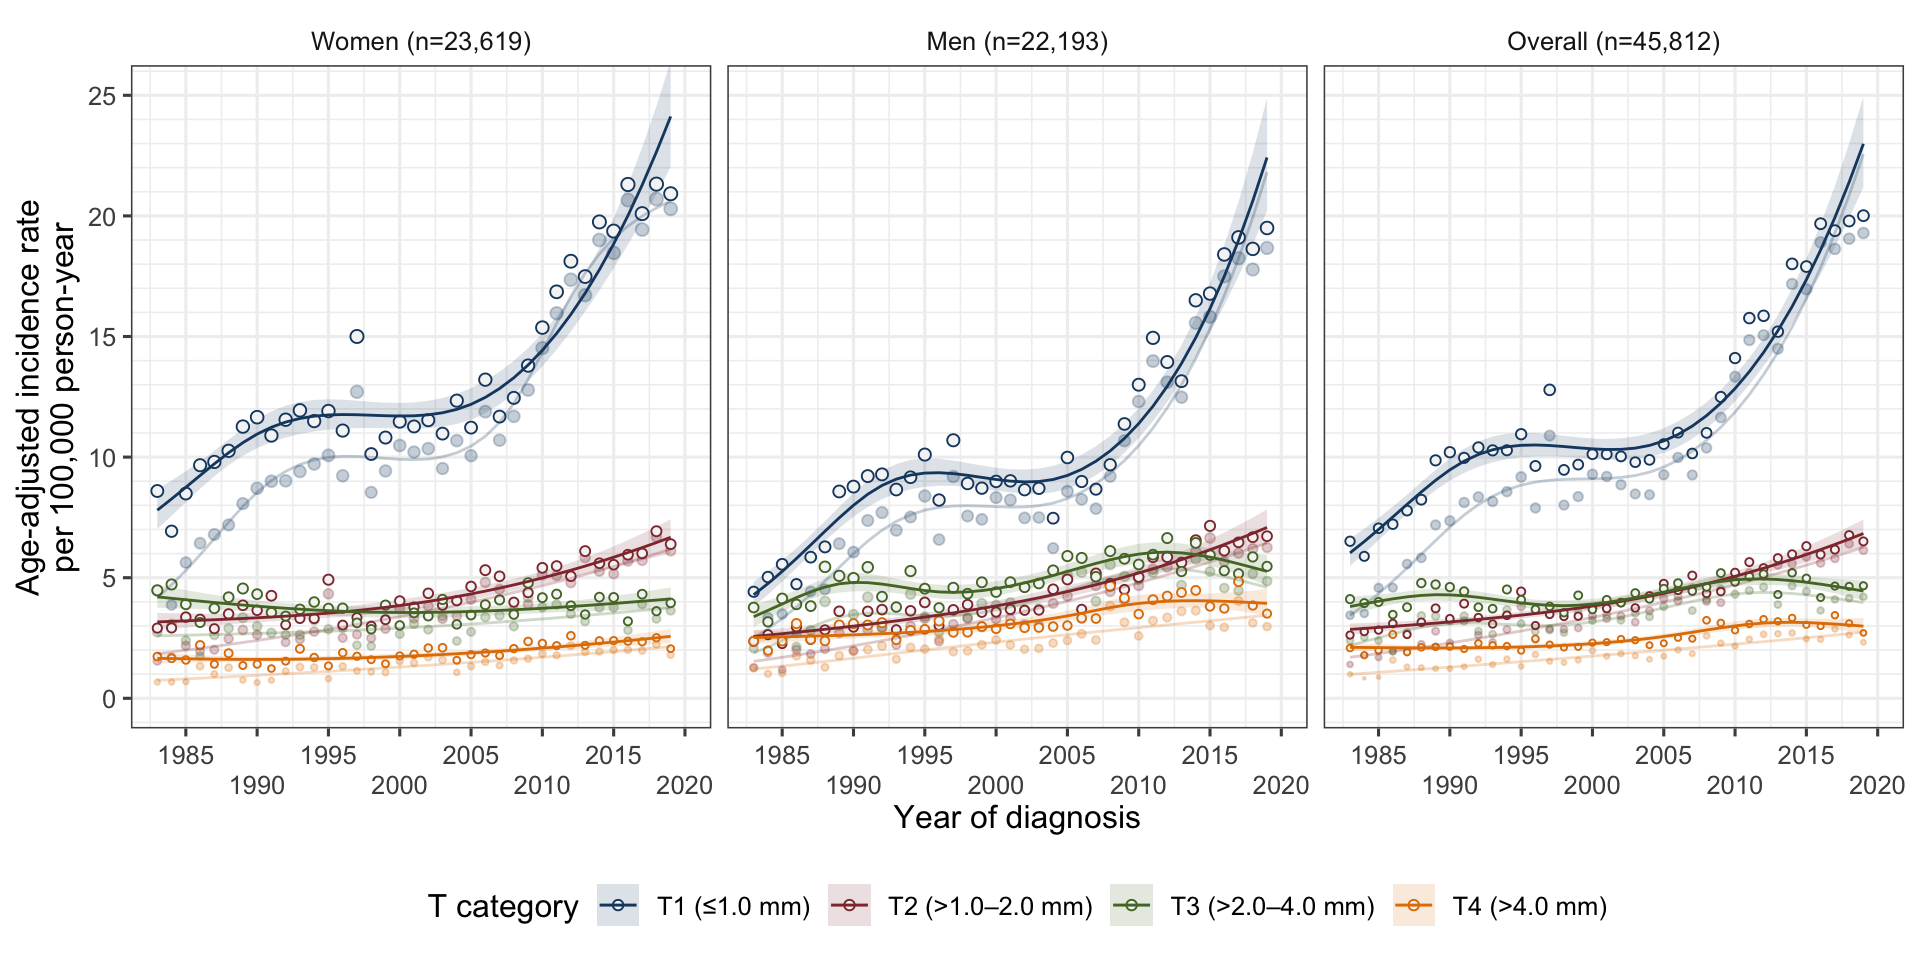 Women (n=23,619)
Men (n=22,193)
Overall (n=45,812)
Age-adjusted incidence rate
per 100,000 person-year
25
20
15
10
5
0
1985 1995 2005 2015
1990 2000 2010 2020
1985 1995 2005 2015
1990 2000 2010 2020
1985 1995 2005 2015
1990 2000 2010 2020
Year of diagnosis
T category T1 (≤1.0 mm) T2 (>1.0–2.0 mm) T3 (>2.0–4.0 mm) T4 (>4.0 mm)